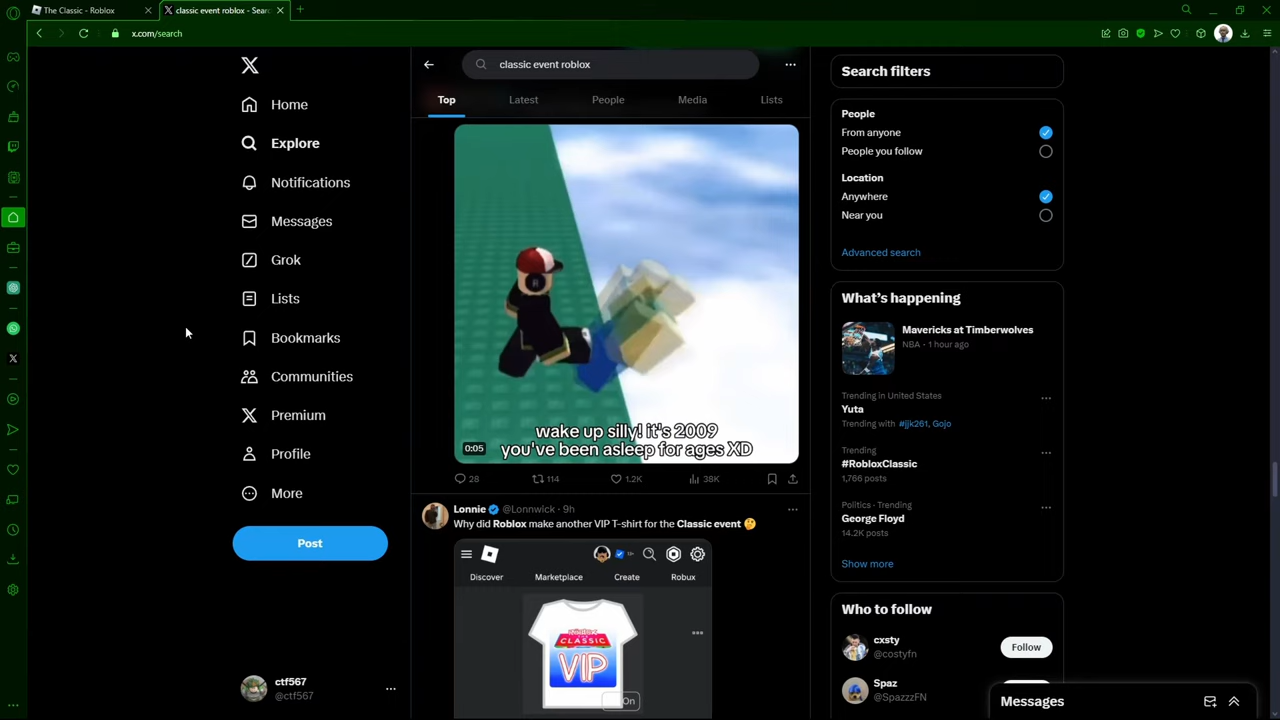 The Classic - Roblox
classic event roblox - Sear
x.com/search
Home
Explore
Notifications
Messages
Grok
Lists
Bookmarks
Communities
Premium
Profile
More
Post
ctf567
@ctf567
classic event roblox
Top
Latest
People
Media
Lists
wake up silly! it's 2009
you've been asleep for ages XD
0:05
28
114
1.2K
38K
Lonnie @Lonnwick · 9h
Why did Roblox make another VIP T-shirt for the Classic event 🤔
Discover
Marketplace
Create
Robux
CLASSIC
VIP
On
Search filters
People
From anyone
People you follow
Location
Anywhere
Near you
Advanced search
What's happening
Mavericks at Timberwolves
NBA · 1 hour ago
Trending in United States
Yuta
Trending with #jjk261, Gojo
Trending
#RobloxClassic
1,766 posts
Politics · Trending
George Floyd
14.2K posts
Show more
Who to follow
cxsty
@costyfn
Follow
Spaz
@SpazzzFN
Messages